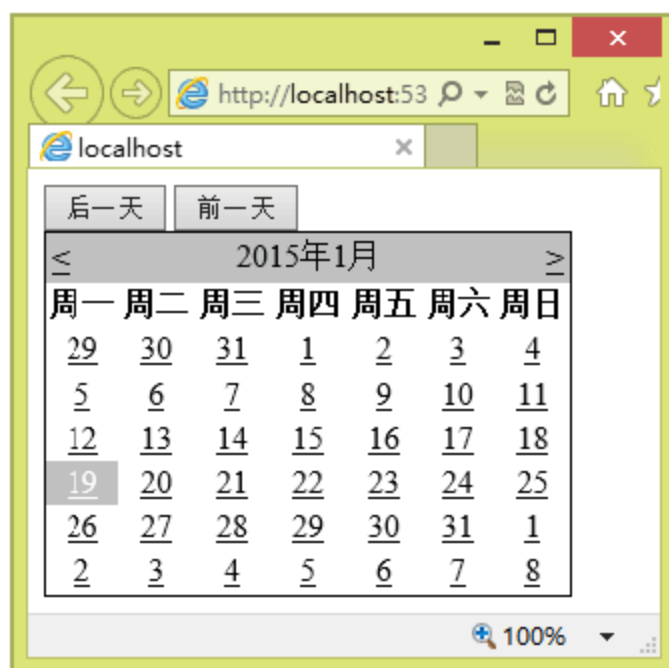 http://localhost:53
localhost
后一天 前一天
< 2015年1月 >
周一 周二 周三 周四 周五 周六 周日
29 30 31 1 2 3 4
5 6 7 8 9 10 11
12 13 14 15 16 17 18
19 20 21 22 23 24 25
26 27 28 29 30 31 1
2 3 4 5 6 7 8
100%